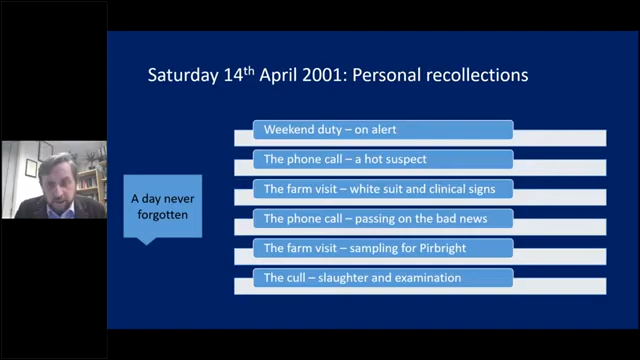 Saturday 14th April 2001: Personal recollections
Weekend duty – on alert
The phone call – a hot suspect
The farm visit – white suit and clinical signs
A day never
forgotten
The phone call – passing on the bad news
The farm visit – sampling for Pirbright
The cull – slaughter and examination